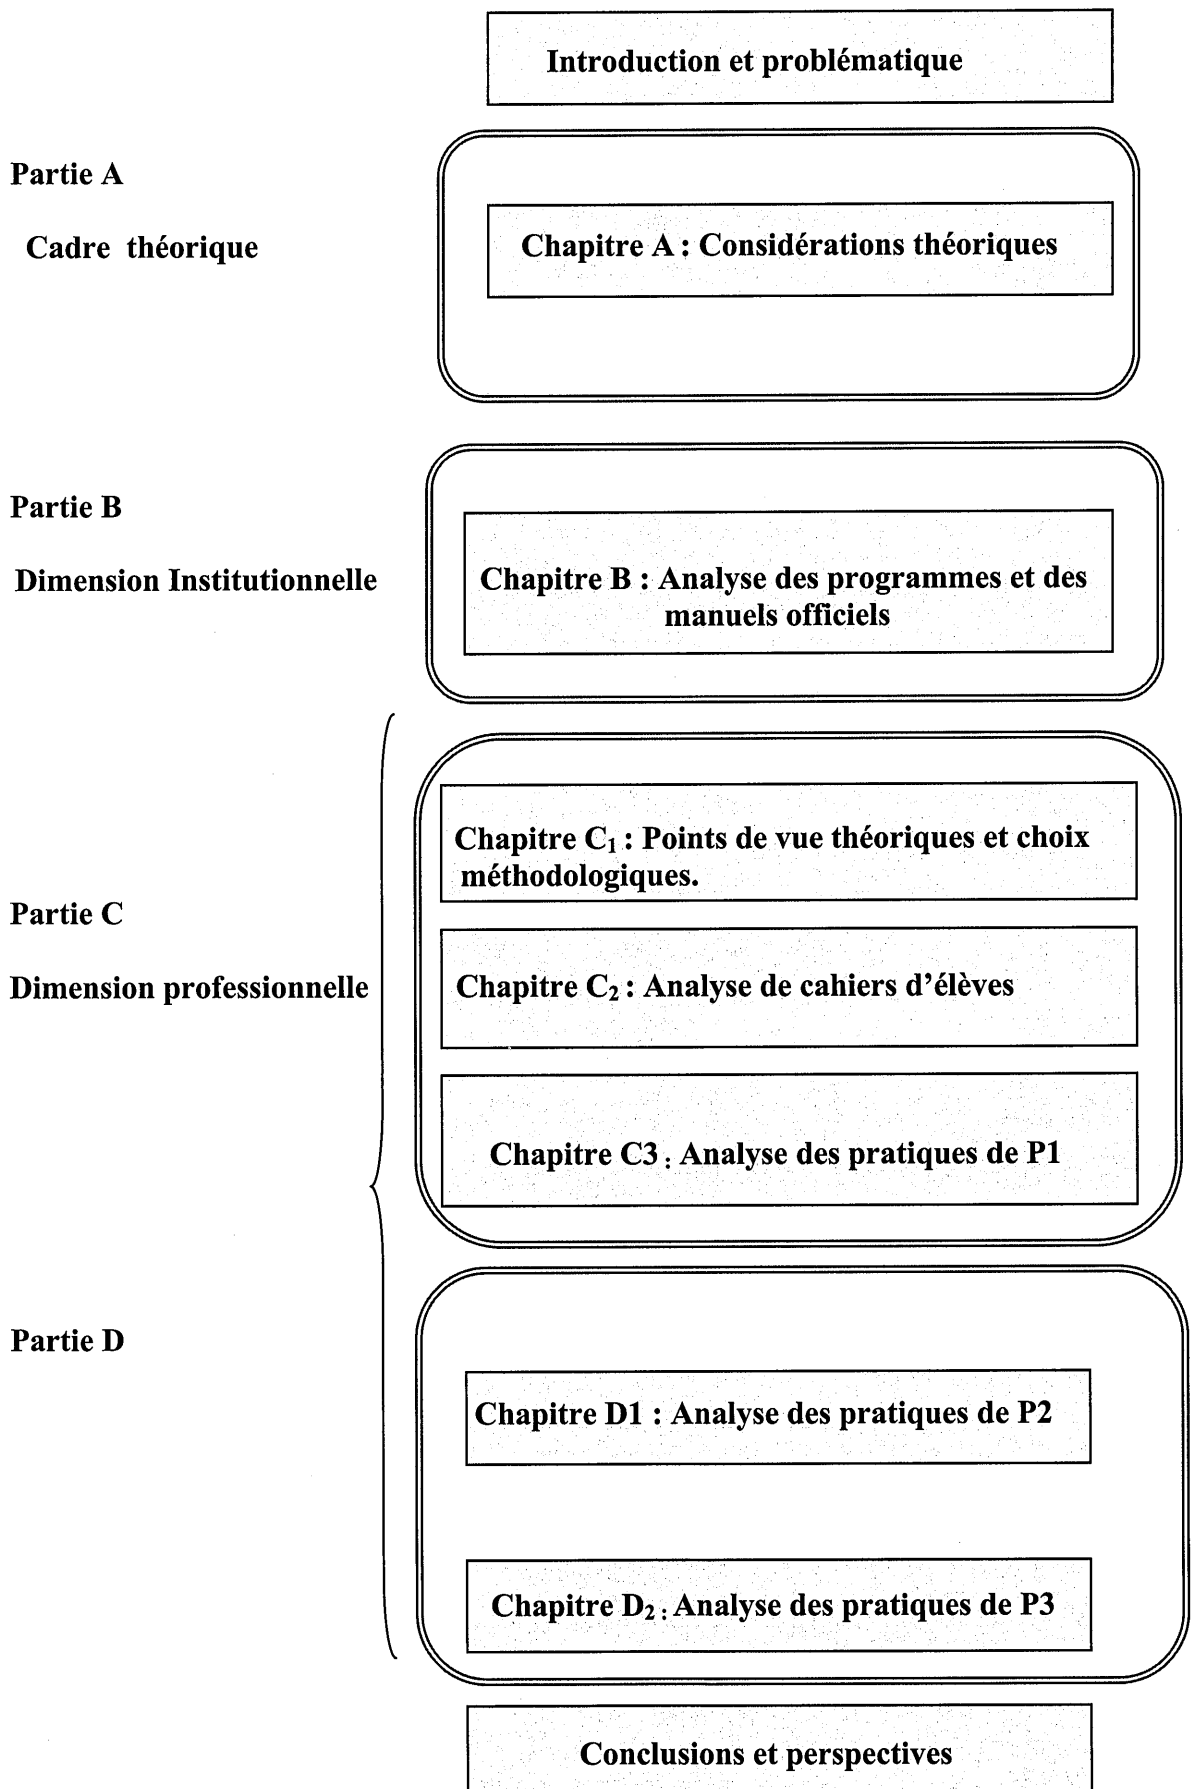 Introduction et problématique
Partie A
Cadre théorique
Chapitre A : Considérations théoriques
Partie B
Dimension Institutionnelle
Chapitre B : Analyse des programmes et des
manuels officiels
Chapitre C₁ : Points de vue théoriques et choix
méthodologiques.
Partie C
Dimension professionnelle
Chapitre C₂ : Analyse de cahiers d’élèves
Chapitre C3 : Analyse des pratiques de P1
Partie D
Chapitre D1 : Analyse des pratiques de P2
Chapitre D₂ : Analyse des pratiques de P3
Conclusions et perspectives